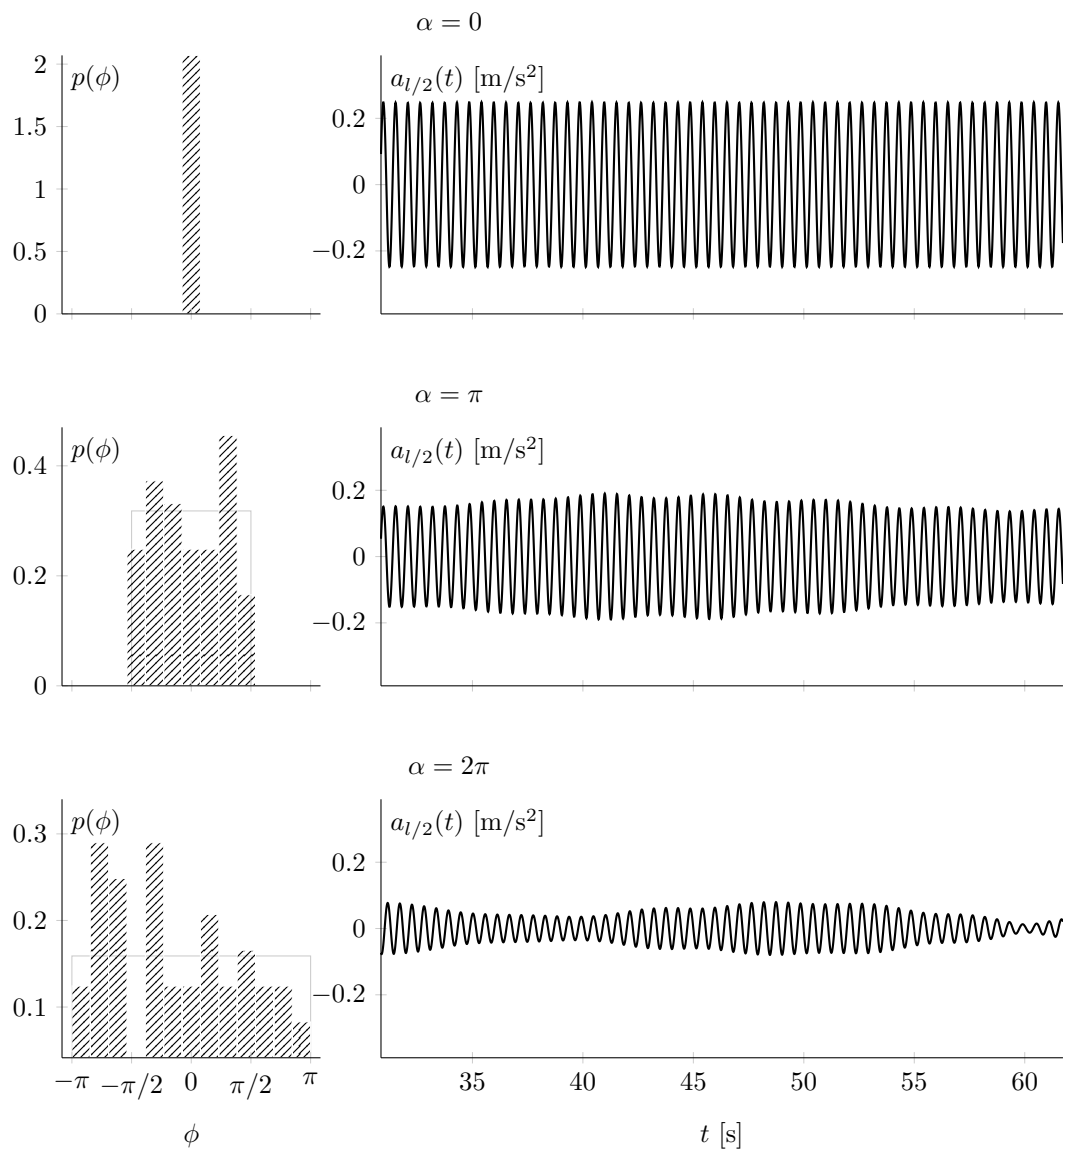 α = 0
p(φ)
2
1.5
1
0.5
0
a_{l/2}(t) [m/s²]
0.2
0
−0.2
α = π
p(φ)
0.4
0.2
0
a_{l/2}(t) [m/s²]
0.2
0
−0.2
α = 2π
p(φ)
0.3
0.2
0.1
−π −π/2 0 π/2 π
φ
a_{l/2}(t) [m/s²]
0.2
0
−0.2
35 40 45 50 55 60
t [s]